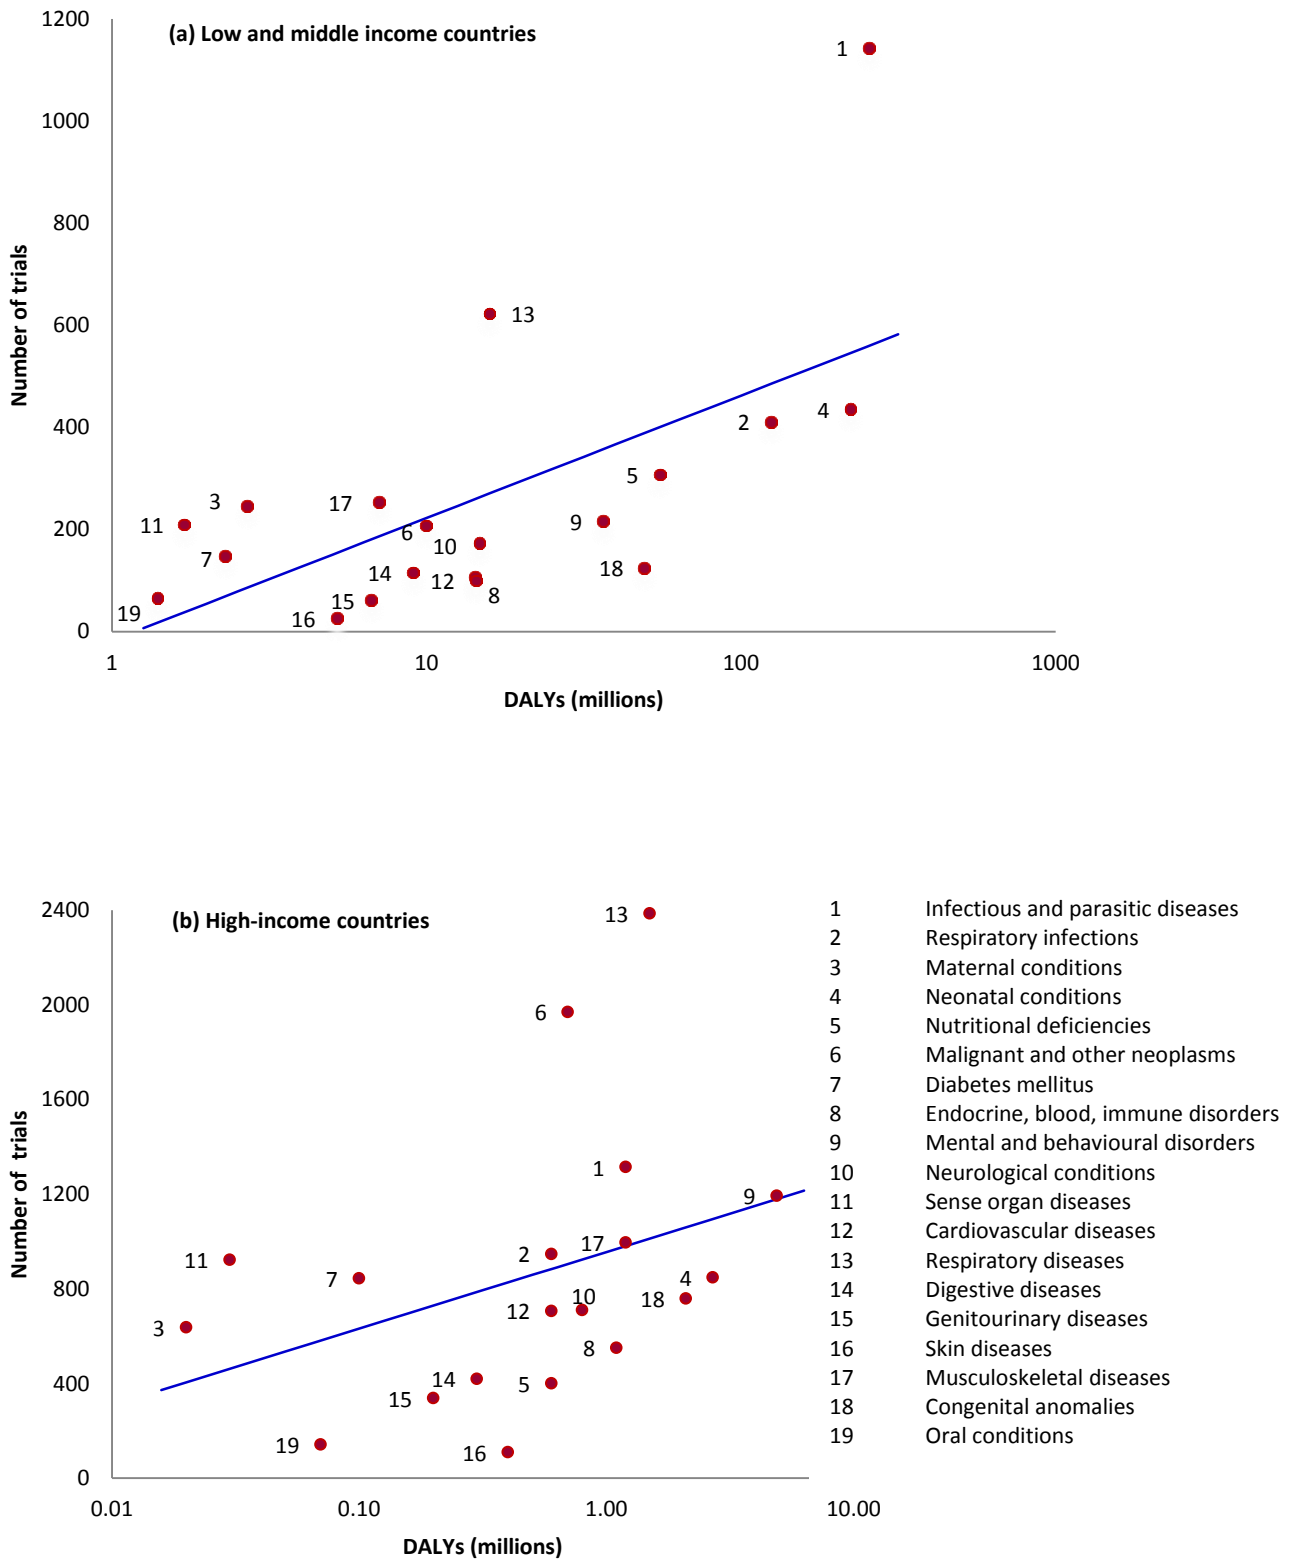 1200
(a) Low and middle income countries
1
1000
800
13
600
Number of trials
400
4
2
5
3
17
9
11
200
6
10
7
18
14
12
8
15
19
16
0
1
10
100
1000
DALYs (millions)
2400
(b) High-income countries
13
2000
6
1600
1
1200
9
Number of  trials
17
2
11
7
4
800
18
10
12
3
8
14
5
400
15
19
16
0
0.01
0.10
1.00
10.00
DALYs (millions)
1 Infectious and parasitic diseases
2 Respiratory infections
3 Maternal conditions
4 Neonatal conditions
5 Nutritional deficiencies
6 Malignant and other neoplasms
7 Diabetes mellitus
8 Endocrine, blood, immune disorders
9 Mental and behavioural disorders
10 Neurological conditions
11 Sense organ diseases
12 Cardiovascular diseases
13 Respiratory diseases
14 Digestive diseases
15 Genitourinary diseases
16 Skin diseases
17 Musculoskeletal diseases
18 Congenital anomalies
19 Oral conditions